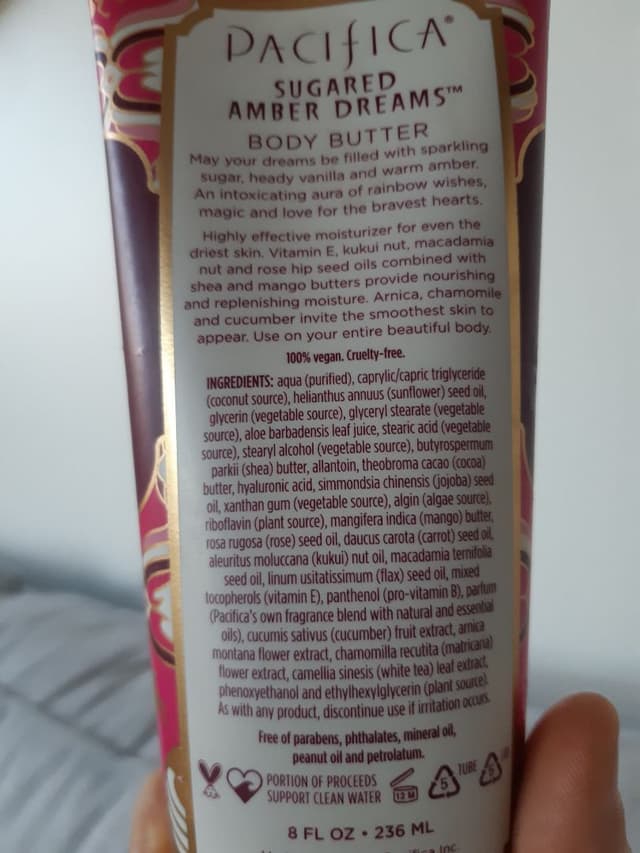 PACIFICA®
SUGARED
AMBER DREAMS™
BODY BUTTER
May your dreams be filled with sparkling
sugar, heady vanilla and warm amber.
An intoxicating aura of rainbow wishes,
magic and love for the bravest hearts.
Highly effective moisturizer for even the
driest skin. Vitamin E, kukui nut, macadamia
nut and rose hip seed oils combined with
shea and mango butters provide nourishing
and replenishing moisture. Arnica, chamomile
and cucumber invite the smoothest skin to
appear. Use on your entire beautiful body.
100% vegan. Cruelty-free.
INGREDIENTS: aqua (purified), caprylic/capric triglyceride
(coconut source), helianthus annuus (sunflower) seed oil,
glycerin (vegetable source), glyceryl stearate (vegetable
source), aloe barbadensis leaf juice, stearic acid (vegetable
source), stearyl alcohol (vegetable source), butyrospermum
parkii (shea) butter, allantoin, theobroma cacao (cocoa)
butter, hyaluronic acid, simmondsia chinensis (jojoba) seed
oil, xanthan gum (vegetable source), algin (algae source),
riboflavin (plant source), mangifera indica (mango) butter,
rosa rugosa (rose) seed oil, daucus carota (carrot) seed oil,
aleuritus moluccana (kukui) nut oil, macadamia ternifolia
seed oil, linum usitatissimum (flax) seed oil, mixed
tocopherols (vitamin E), panthenol (pro-vitamin B), parfum
(Pacifica's own fragrance blend with natural and essential
oils), cucumis sativus (cucumber) fruit extract, arnica
montana flower extract, chamomilla recutita (matricaria)
flower extract, camellia sinesis (white tea) leaf extract,
phenoxyethanol and ethylhexylglycerin (plant source).
As with any product, discontinue use if irritation occurs.
Free of parabens, phthalates, mineral oil,
peanut oil and petrolatum.
PORTION OF PROCEEDS
SUPPORT CLEAN WATER
12 M
5
TUBE
5
8 FL OZ • 236 ML
Inc.